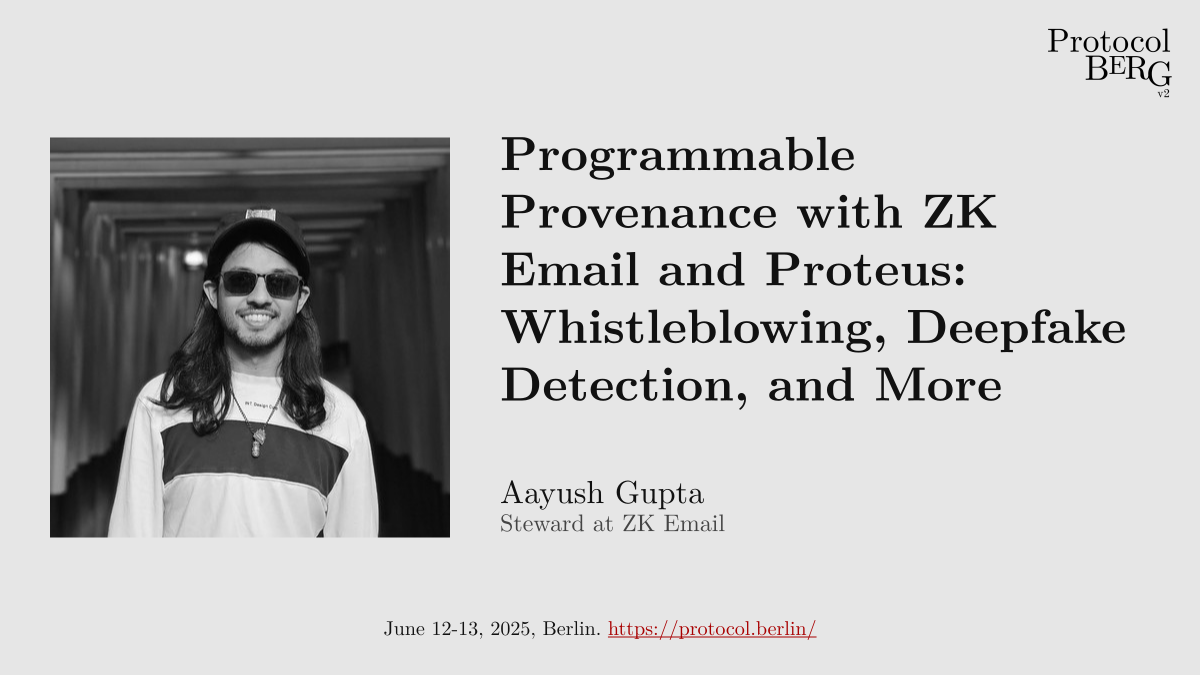 Protocol
BERG
v2
Programmable
Provenance with ZK
Email and Proteus:
Whistleblowing, Deepfake
Detection, and More
Aayush Gupta
Steward at ZK Email
June 12-13, 2025, Berlin. https://protocol.berlin/